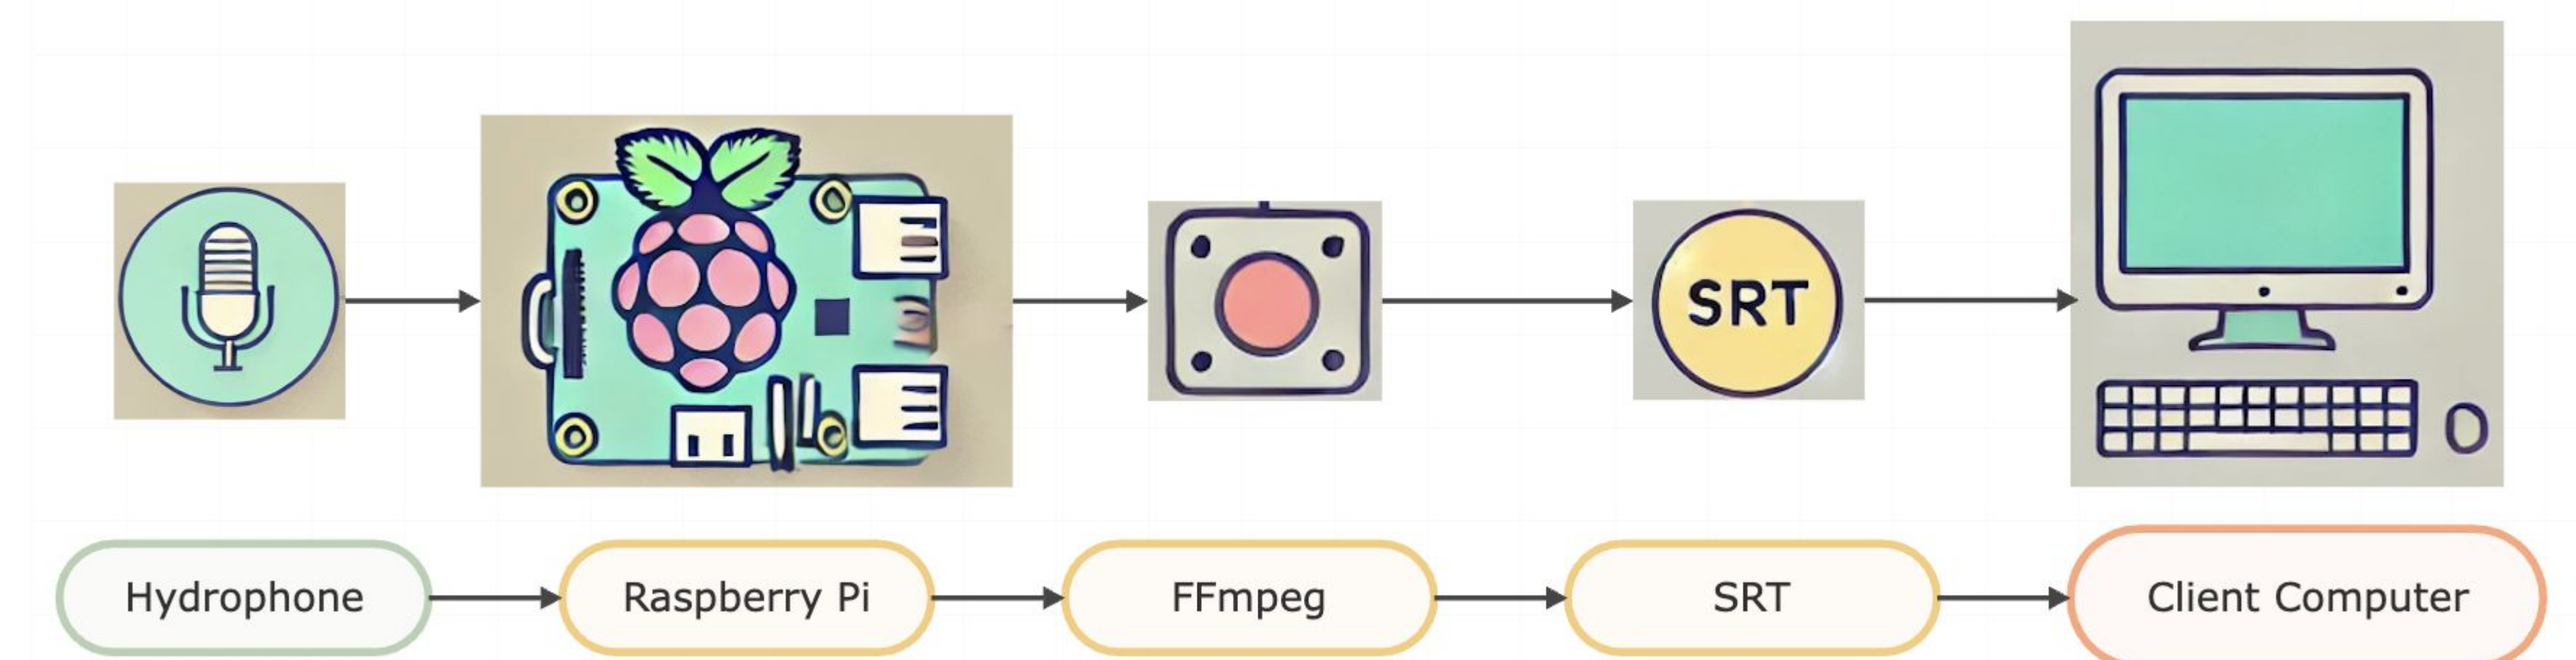 SRT
Hydrophone
Raspberry Pi
FFmpeg
SRT
Client Computer